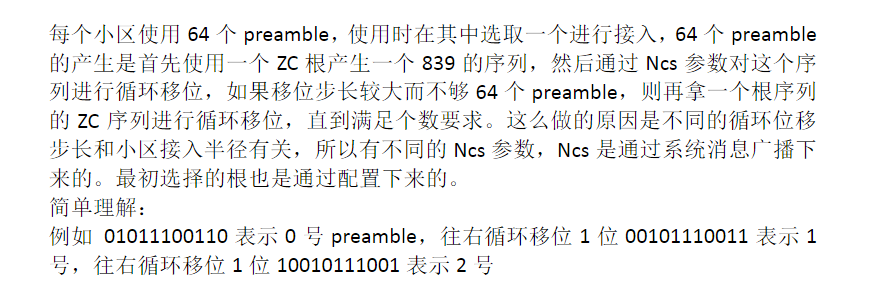 每个小区使用 64 个 preamble，使用时在其中选取一个进行接入，64 个 preamble
的产生是首先使用一个 ZC 根产生一个 839 的序列，然后通过 Ncs 参数对这个序
列进行循环移位，如果移位步长较大而不够 64 个 preamble，则再拿一个根序列
的 ZC 序列进行循环移位，直到满足个数要求。这么做的原因是不同的循环位移
步长和小区接入半径有关，所以有不同的 Ncs 参数，Ncs 是通过系统消息广播下
来的。最初选择的根也是通过配置下来的。
简单理解：
例如 01011100110 表示 0 号 preamble，往右循环移位 1 位 00101110011 表示 1
号，往右循环移位 1 位 10010111001 表示 2 号